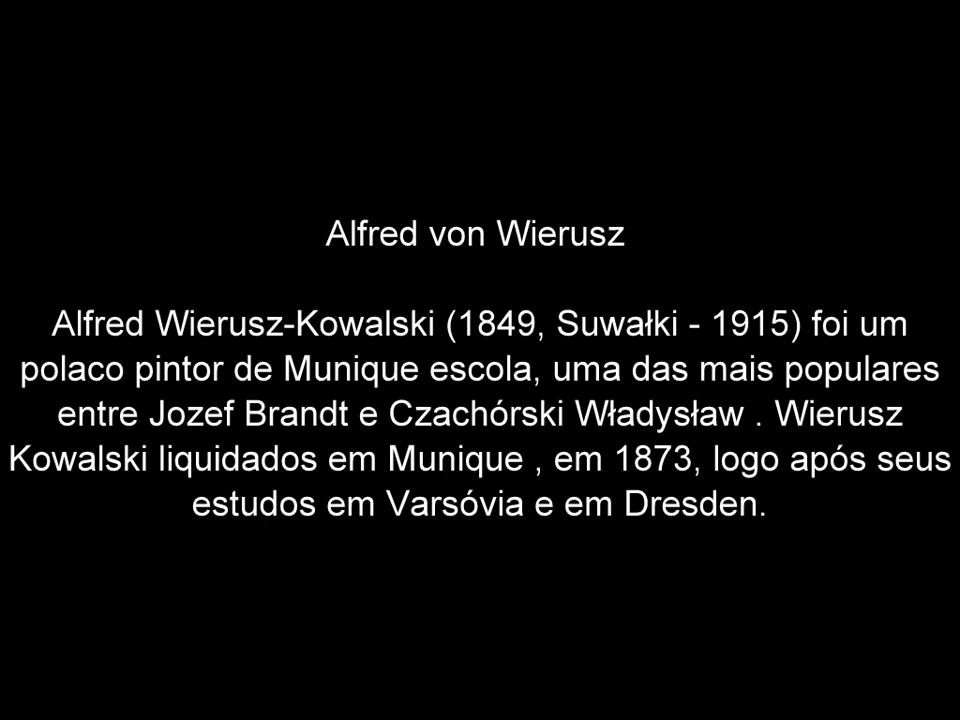 Alfred von Wierusz
Alfred Wierusz-Kowalski (1849, Suwałki - 1915) foi um
polaco pintor de Munique escola, uma das mais populares
entre Jozef Brandt e Czachórski Władysław . Wierusz
Kowalski liquidados em Munique , em 1873, logo após seus
estudos em Varsóvia e em Dresden.